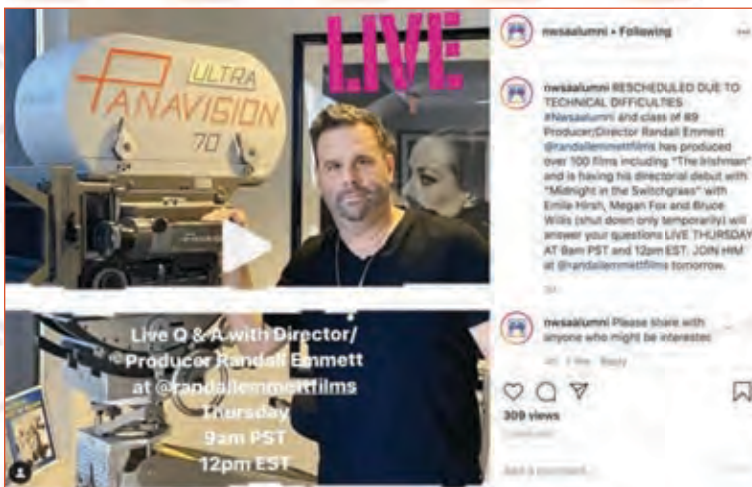 LIVE
ULTRA
PANAVISION
70
Live Q & A with Director/
Producer Randall Emmett
at @randallemmettfilms
Thursday
9am PST
12pm EST
nwsaalumni • Following
nwsaalumni RESCHEDULED DUE TO
TECHNICAL DIFFICULTIES
#Nwsaalumni and class of 89
Producer/Director Randall Emmett
@randallemmettfilms has produced
over 100 films including "The Irishman"
and is having his directorial debut with
"Midnight in the Switchgrass" with
Emile Hirsh, Megan Fox and Bruce
Willis (shut down only temporarily) will
answer your questions LIVE THURSDAY
AT 9am PST and 12pm EST. JOIN HIM
at @randallemmettfilms tomorrow.
nwsaalumni Please share with
anyone who might be interested
1 like Reply
309 views
Add a comment...